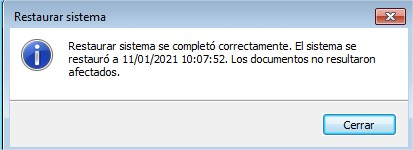 Restaurar sistema
Restaurar sistema se completó correctamente. El sistema se
restauró a 11/01/2021 10:07:52. Los documentos no resultaron
afectados.
Cerrar